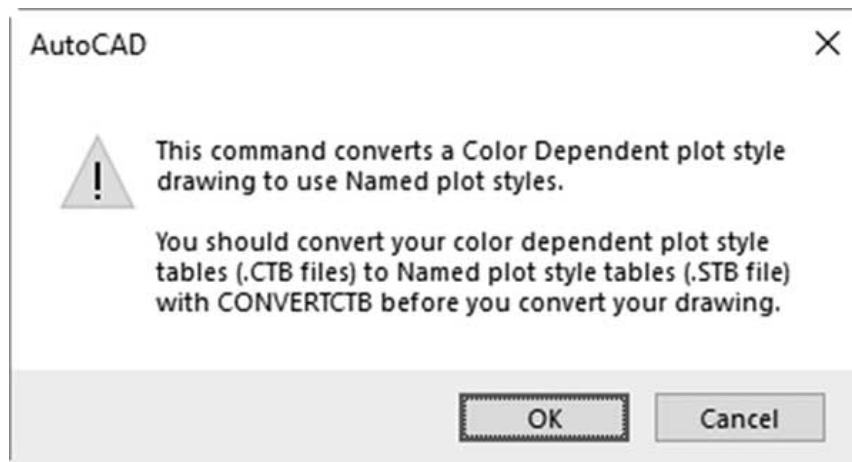 AutoCAD
This command converts a Color Dependent plot style
drawing to use Named plot styles.
You should convert your color dependent plot style
tables (.CTB files) to Named plot style tables (.STB file)
with CONVERTCTB before you convert your drawing.
OK
Cancel